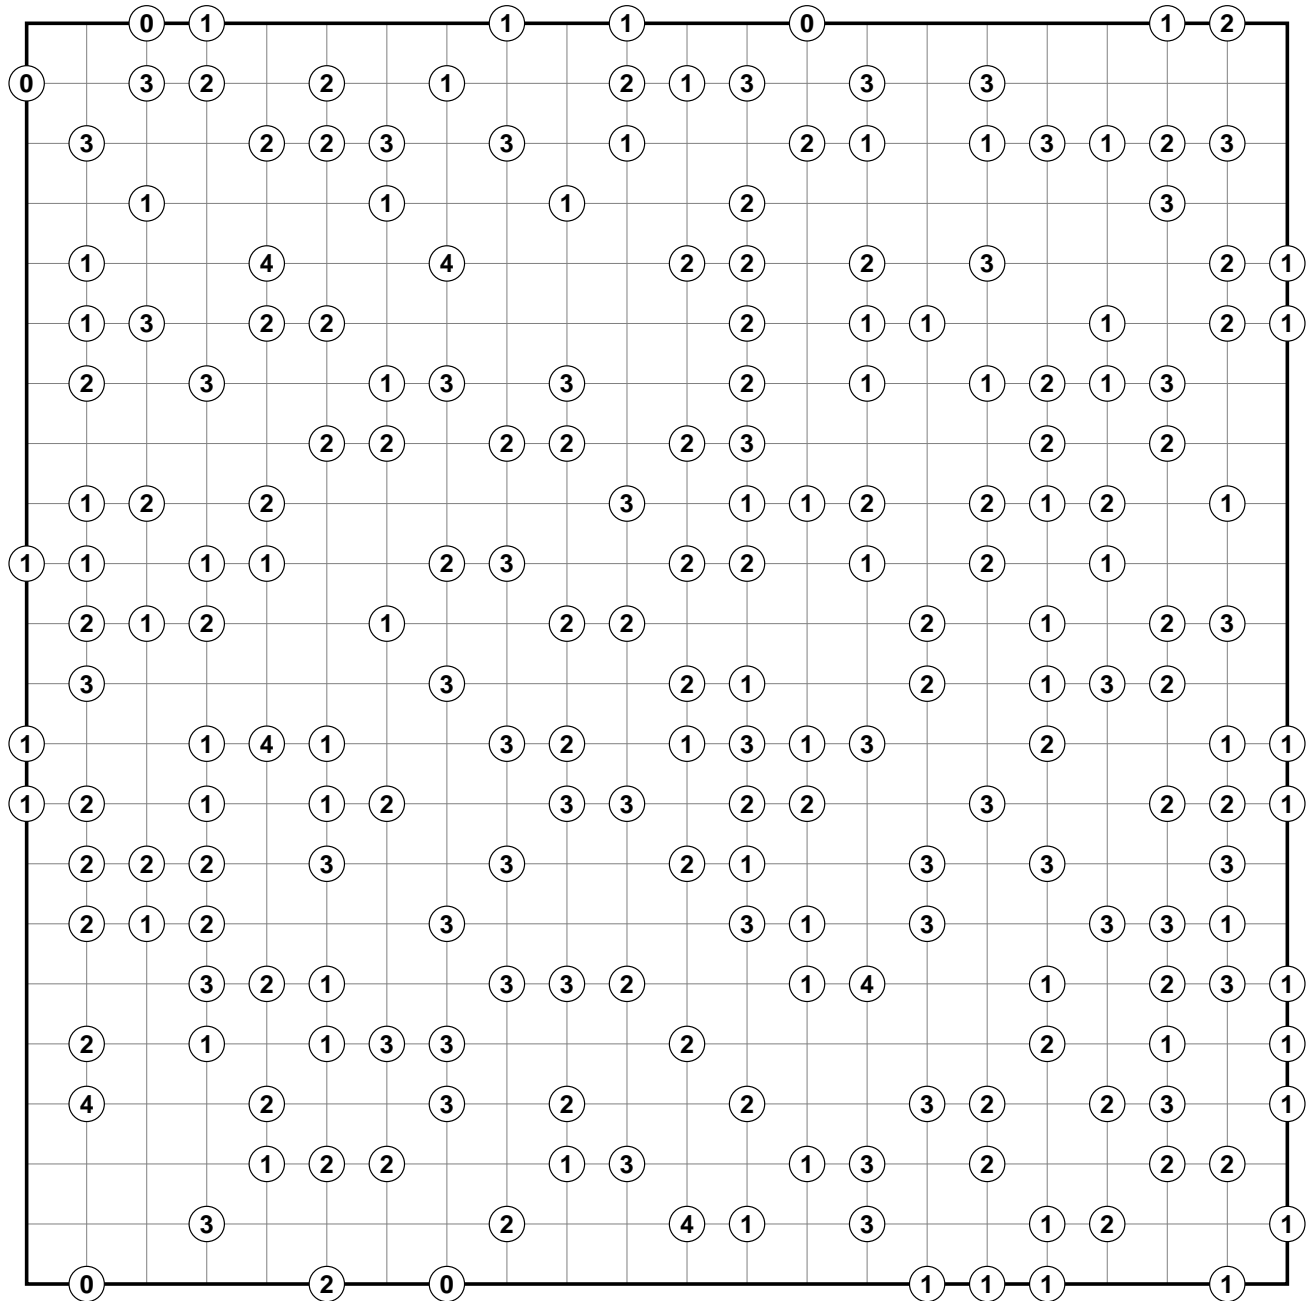 0 1 1 1 0 1 2
0 3 2 2 1 2 1 3 3 3
3 2 2 3 3 1 2 1 1 3 1 2 3
1 1 1 2 3
1 4 4 2 2 2 3 2 1
1 3 2 2 2 1 1 1 2 1
2 3 1 3 3 2 1 1 2 1 3
2 2 2 2 2 3 2 2
1 2 2 3 1 1 2 2 1 2 1
1 1 1 1 2 3 2 2 1 2 1
2 1 2 1 2 2 2 1 2 3
3 3 2 1 2 1 3 2
1 1 4 1 3 2 1 3 1 3 2 1 1
1 2 1 1 2 3 3 2 2 3 2 2 1
2 2 2 3 3 2 1 3 3 3
2 1 2 3 3 1 3 3 3 1
3 2 1 3 3 2 1 4 1 2 3 1
2 1 1 3 3 2 2 1 1
4 2 3 2 2 3 2 2 3 1
1 2 2 1 3 1 3 2 2 2
3 2 4 1 3 1 2 1
0 2 0 1 1 1 1